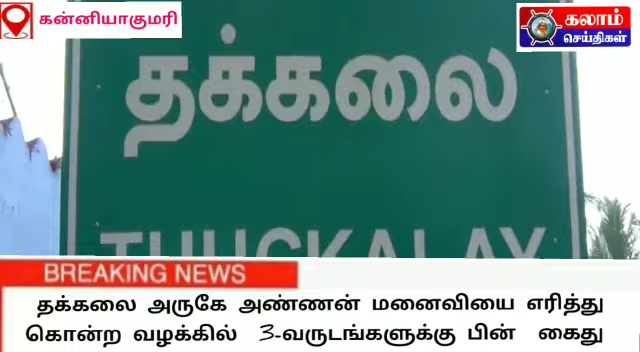 கன்னியாகுமரி
கலாம்
செய்திகள்
தக்கலை
THUCKALAY
BREAKING NEWS
தக்கலை அருகே அண்ணன் மனைவியை எரித்து
கொன்ற வழக்கில் 3-வருடங்களுக்கு பின் கைது